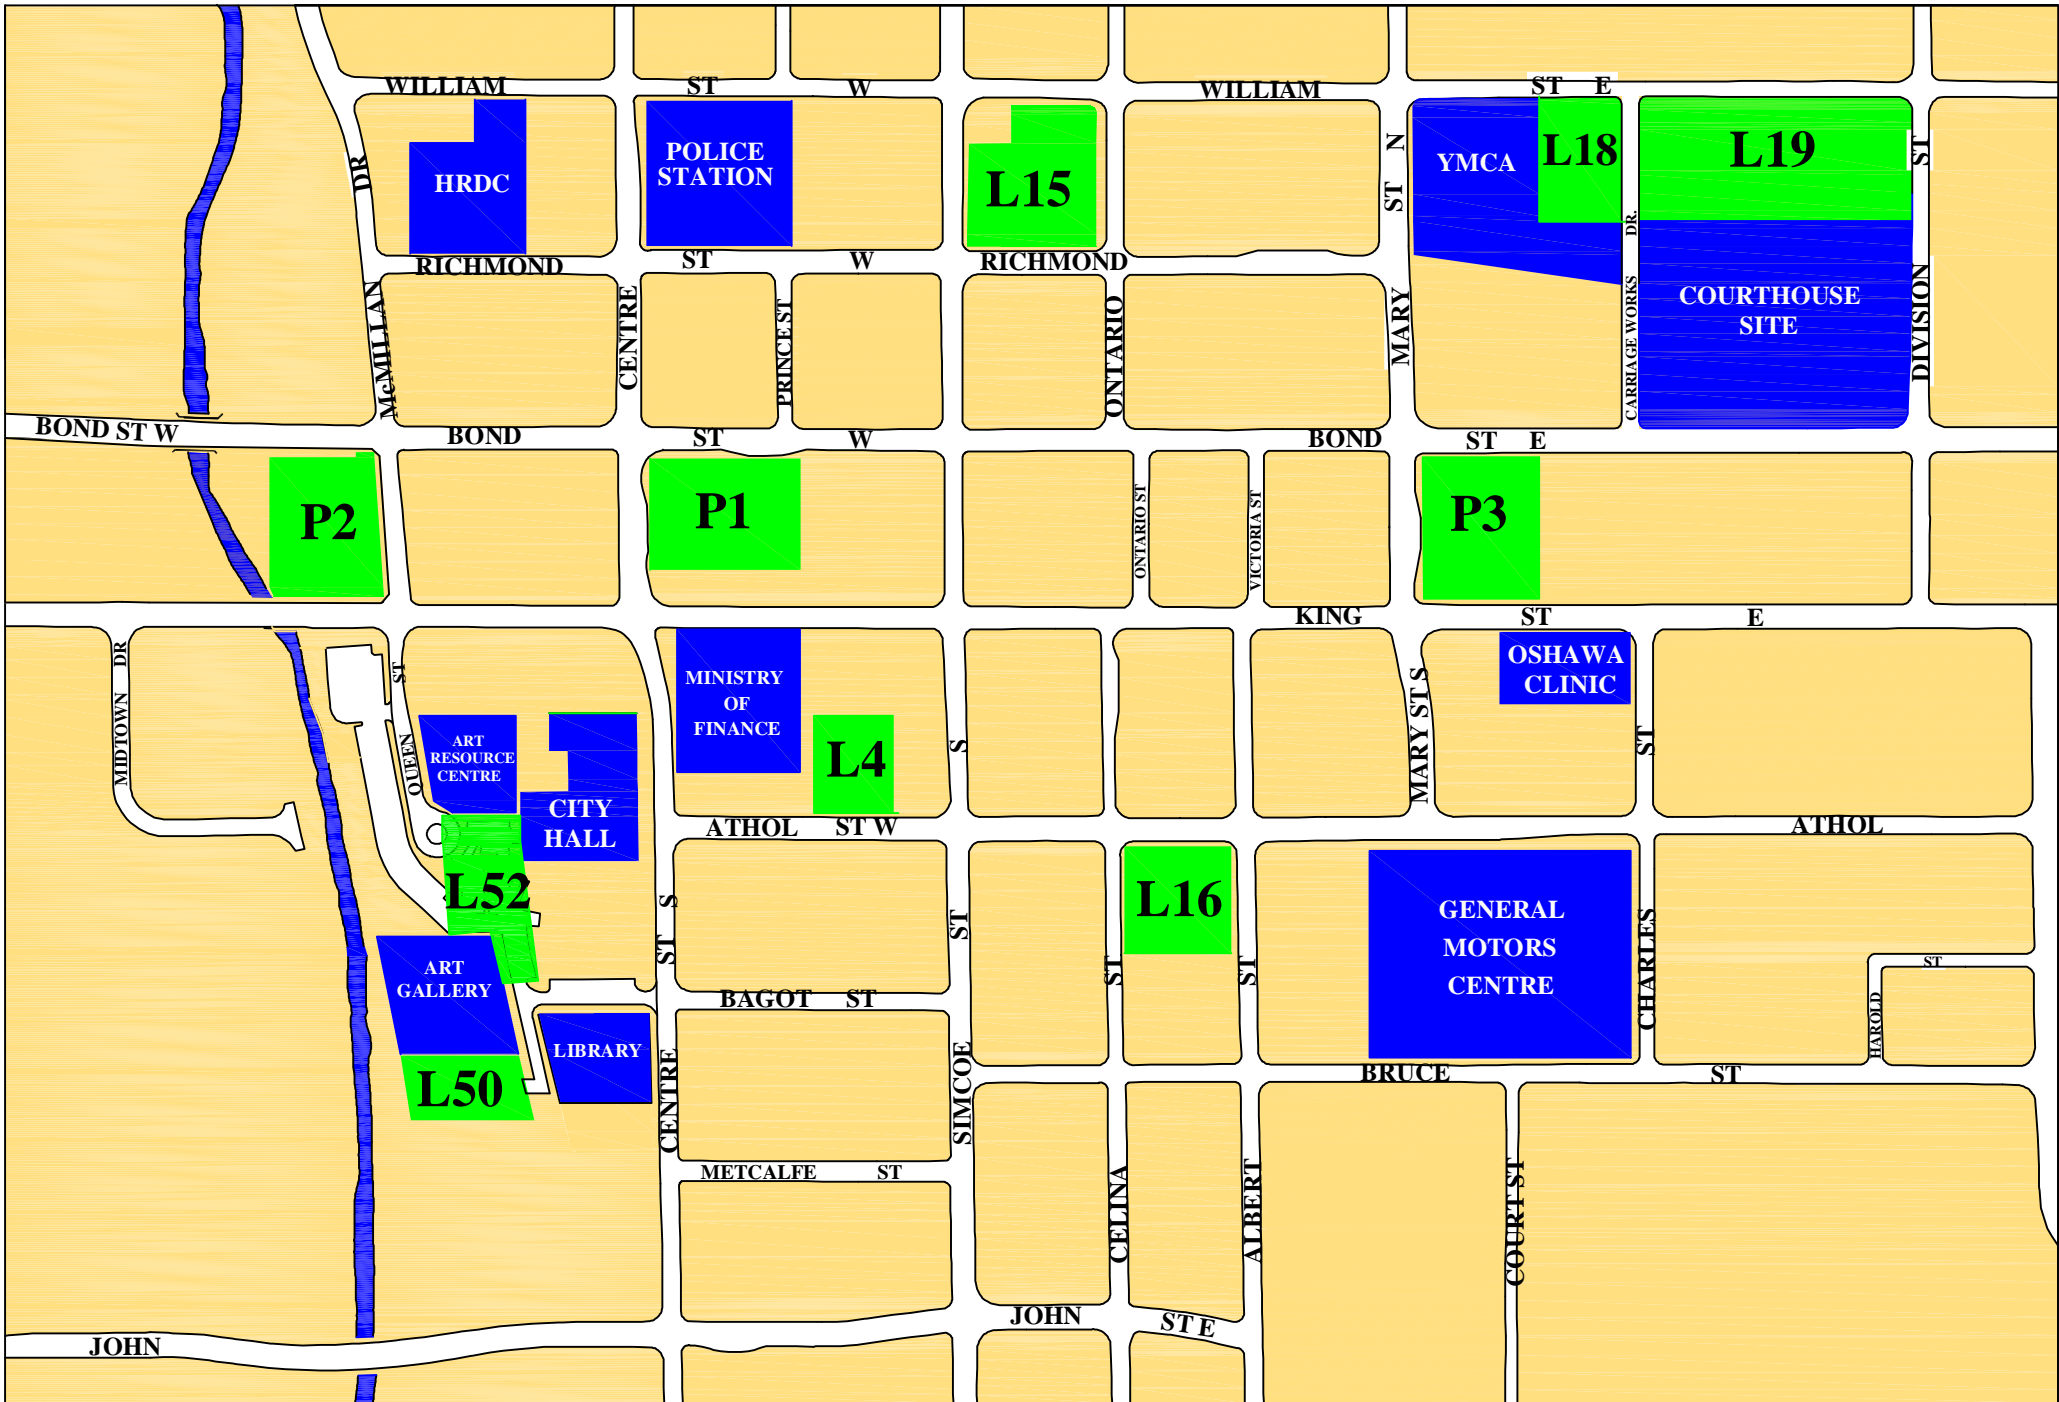 WILLIAM ST W WILLIAM ST E
HRDC
POLICE
STATION
L15
YMCA
L18
L19
McMILLAN DR
RICHMOND ST W RICHMOND
MARY ST N
CARRIAGE WORKS DR.
COURTHOUSE
SITE
DIVISION ST
CENTRE
PRINCE ST
ONTARIO
BOND ST W BOND ST W BOND ST E
P2
P1
P3
ONTARIO ST
VICTORIA ST
KING ST E
MIDTOWN DR
QUEEN ST
MINISTRY
OF
FINANCE
L4
OSHAWA
CLINIC
MARY ST S
ART
RESOURCE
CENTRE
CITY
HALL
ATHOL ST W ATHOL
L52
L16
GENERAL
MOTORS
CENTRE
CHARLES ST
HAROLD ST
ART
GALLERY
BAGOT ST
LIBRARY
L50
CENTRE ST S
SIMCOE ST S
BRUCE ST
METCALFE ST
CELINA ST
ALBERT ST
COURT ST
JOHN JOHN ST E